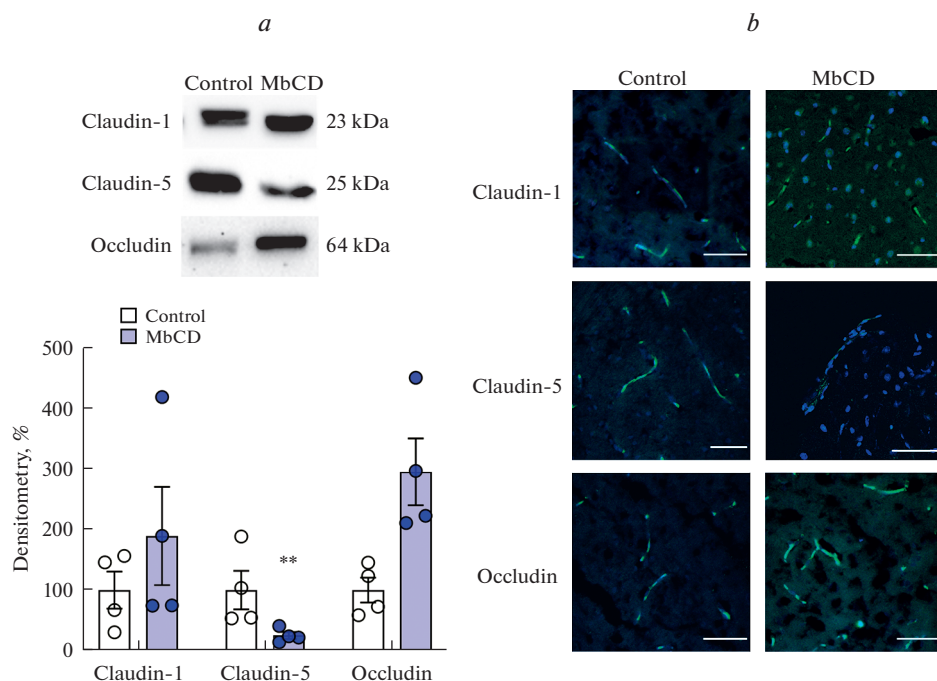 a
Control MbCD
Claudin-1 23 kDa
Claudin-5 25 kDa
Occludin 64 kDa
Control
MbCD
500
400
300
200
100
0
Densitometry, %
**
Claudin-1 Claudin-5 Occludin
b
Control MbCD
Claudin-1
Claudin-5
Occludin